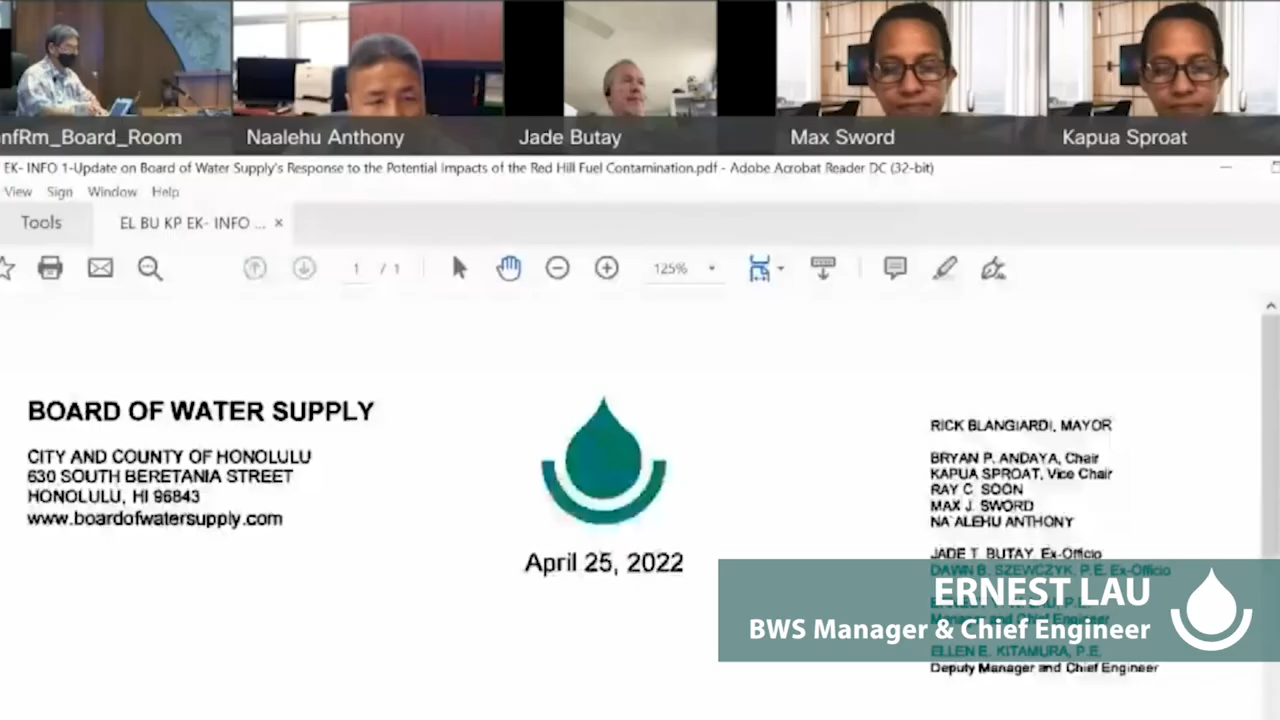 nfRm_Board_Room
Naalehu Anthony
Jade Butay
Max Sword
Kapua Sproat
EK- INFO 1-Update on Board of Water Supply's Response to the Potential Impacts of the Red Hill Fuel Contamination.pdf - Adobe Acrobat Reader DC (32-bit)
View Sign Window Help
Tools
EL BU KP EK- INFO ... ×
1 / 1
125%
BOARD OF WATER SUPPLY
CITY AND COUNTY OF HONOLULU
630 SOUTH BERETANIA STREET
HONOLULU, HI 96843
www.boardofwatersupply.com
April 25, 2022
RICK BLANGIARDI, MAYOR
BRYAN P. ANDAYA, Chair
KAPUA SPROAT, Vice Chair
RAY C. SOON
MAX J. SWORD
NA`ALEHU ANTHONY
JADE T. BUTAY, Ex-Officio
DAWN B. SZEWCZYK, P.E. Ex-Officio
Manager and Chief Engineer
ELLEN E. KITAMURA, P.E.
Deputy Manager and Chief Engineer
ERNEST LAU
BWS Manager & Chief Engineer